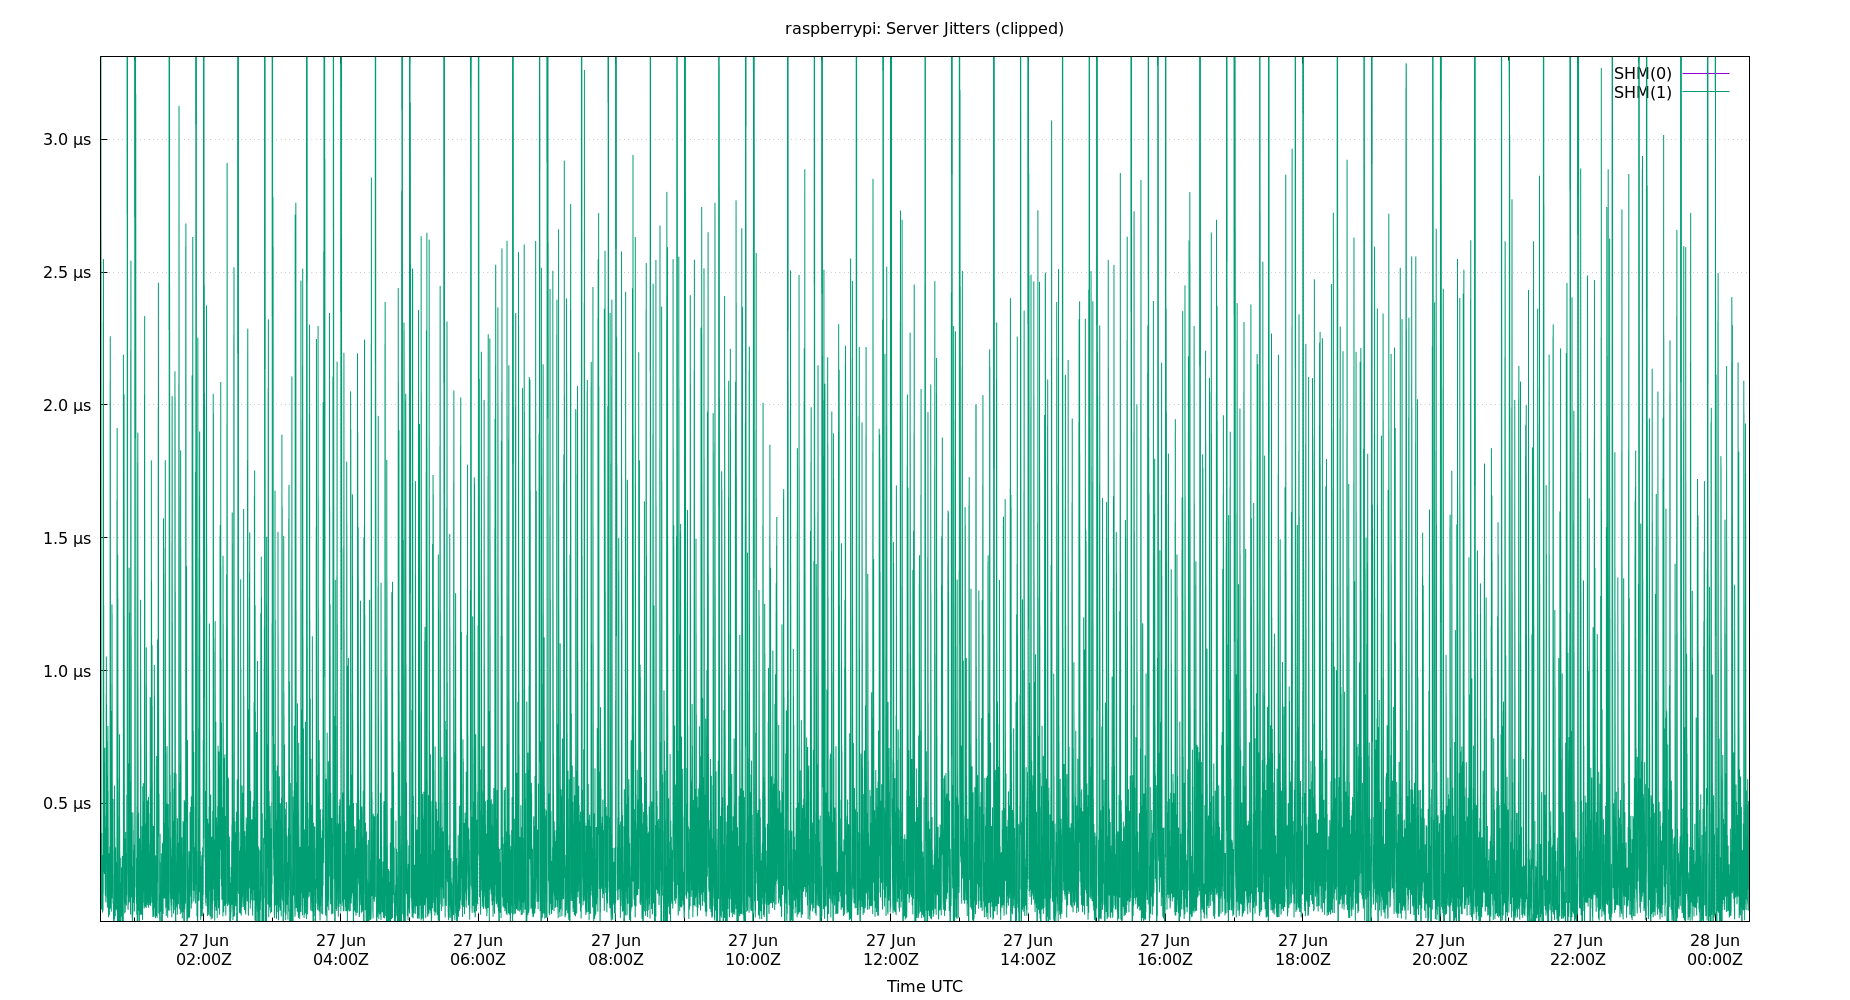 raspberrypi: Server Jitters (clipped)
SHM(0)
SHM(1)
3.0 µs
2.5 µs
2.0 µs
1.5 µs
1.0 µs
0.5 µs
27 Jun 27 Jun 27 Jun 27 Jun 27 Jun 27 Jun 27 Jun 27 Jun 27 Jun 27 Jun 27 Jun 28 Jun
02:00Z 04:00Z 06:00Z 08:00Z 10:00Z 12:00Z 14:00Z 16:00Z 18:00Z 20:00Z 22:00Z 00:00Z
Time UTC